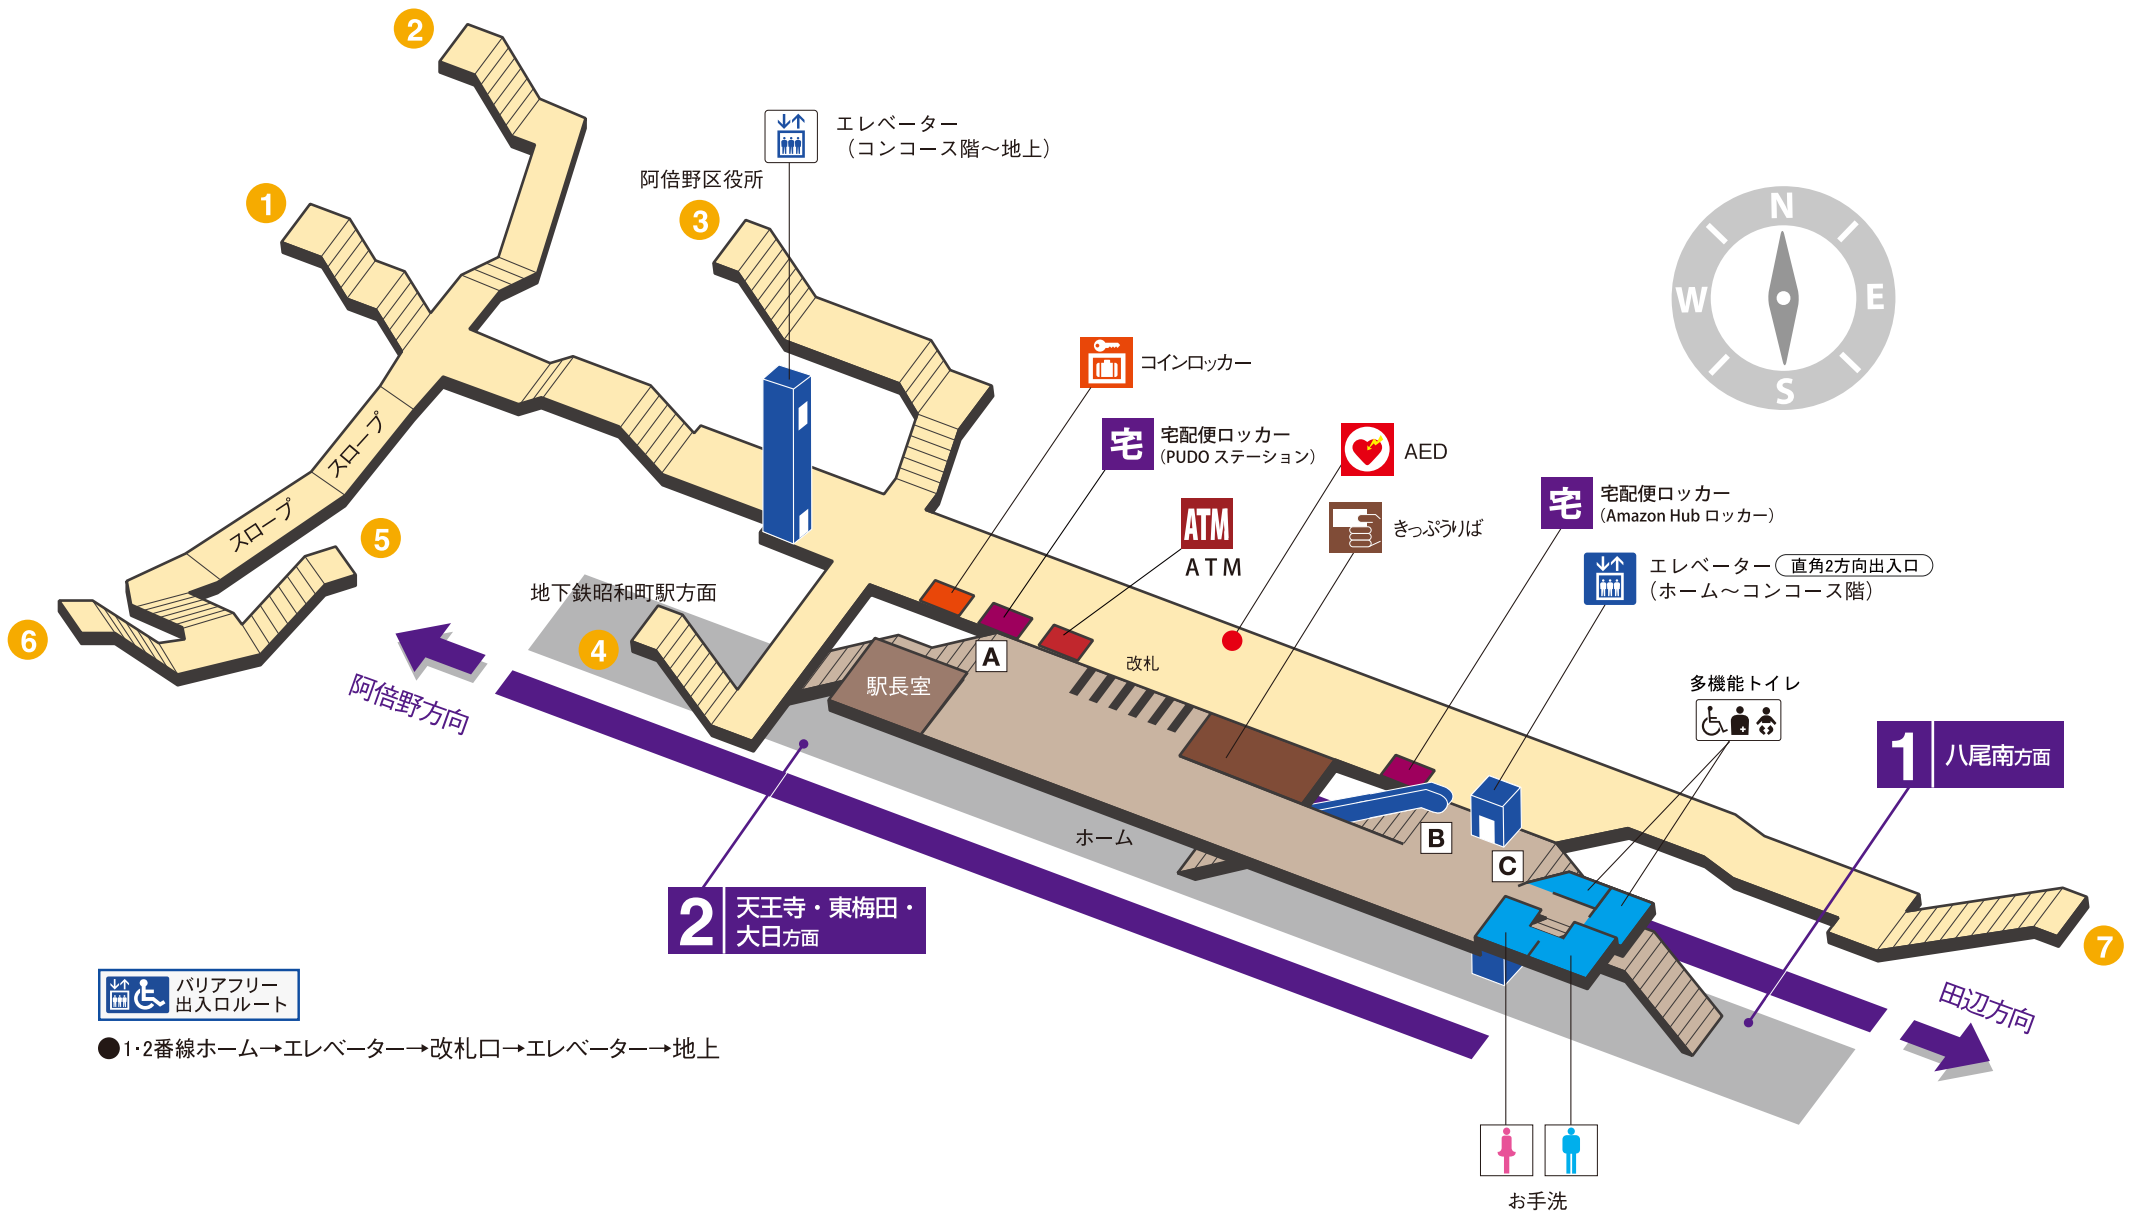 2
1
エレベーター
（コンコース階～地上）
阿倍野区役所
3
N
W
E
S
コインロッカー
宅
宅配便ロッカー
（PUDO ステーション）
AED
ATM
ATM
きっぷうりば
宅
宅配便ロッカー
（Amazon Hub ロッカー）
エレベーター 直角2方向出入口
（ホーム～コンコース階）
スロープ
スロープ
5
6
地下鉄昭和町駅方面
4
阿倍野方向
A
駅長室
改札
多機能トイレ
1 八尾南方面
B
C
ホーム
2 天王寺・東梅田・
大日方面
7
田辺方向
バリアフリー
出入口ルート
●1・2番線ホーム→エレベーター→改札口→エレベーター→地上
お手洗